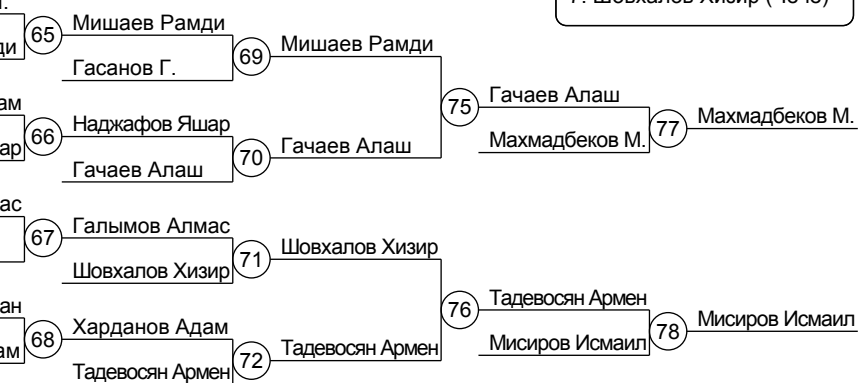 65
Мишаев Рамди
Гасанов Г.
69
Мишаев Рамди
66
Наджафов Яшар
Гачаев Алаш
70
Гачаев Алаш
75
Гачаев Алаш
Махмадбеков М.
77
Махмадбеков М.
67
Галымов Алмас
Шовхалов Хизир
71
Шовхалов Хизир
68
Харданов Адам
Тадевосян Армен
72
Тадевосян Армен
76
Тадевосян Армен
Мисиров Исмаил
78
Мисиров Исмаил